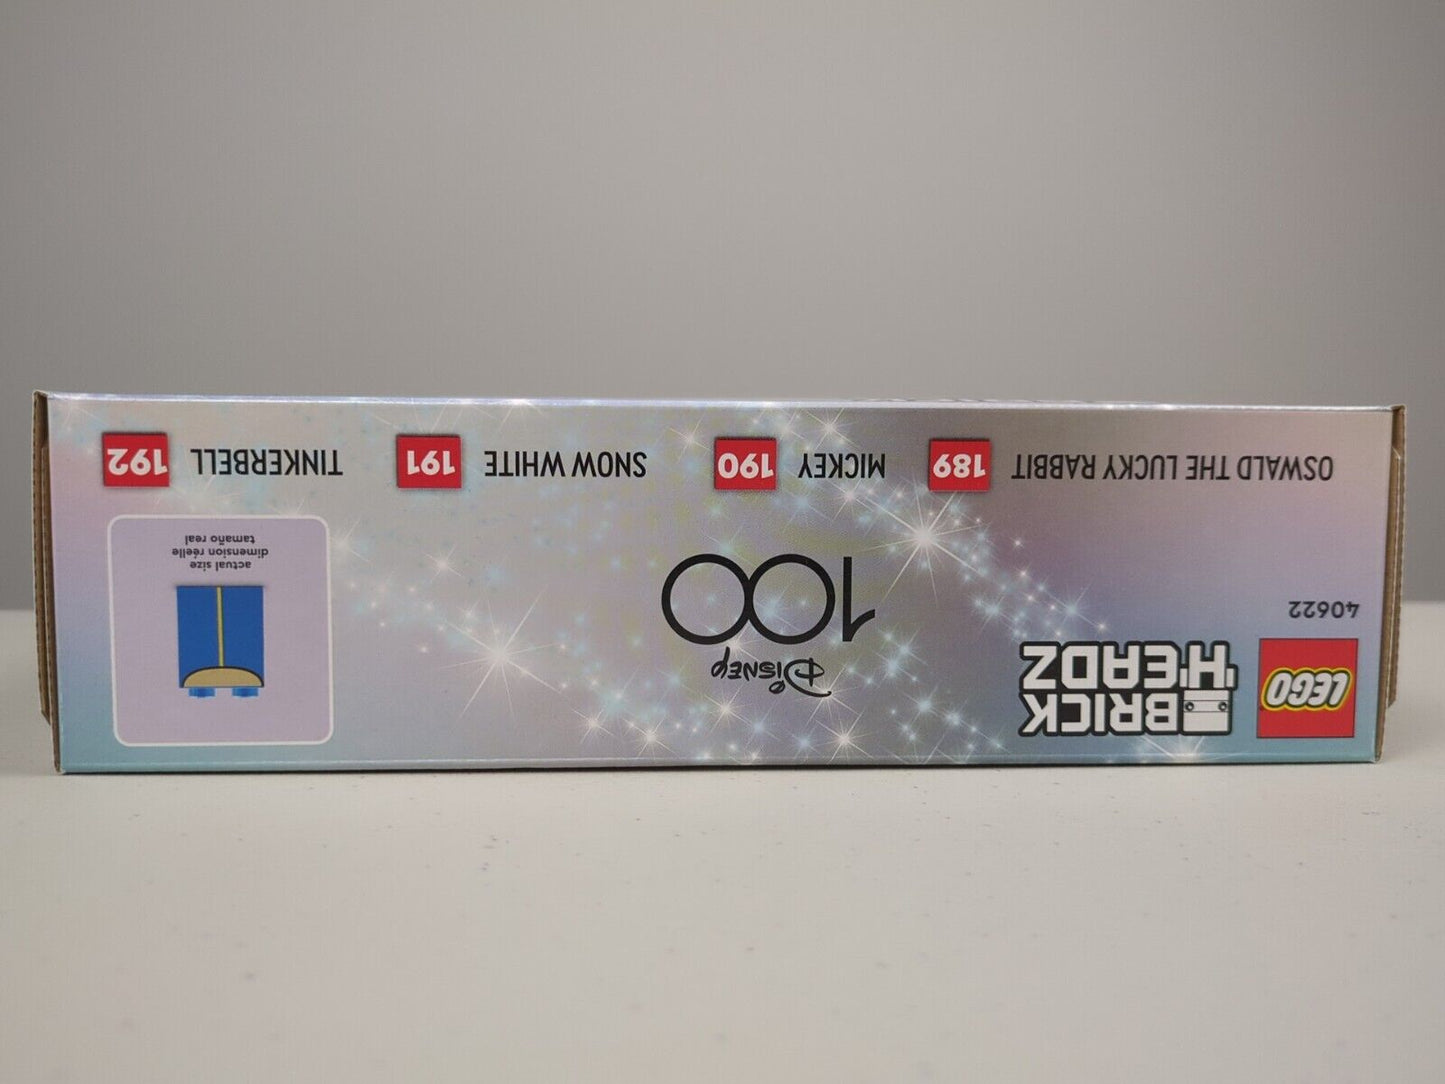 LEGO
BRICK
HEADZ
40622
Disney
100
actual size
dimension réelle
tamaño real
OSWALD THE LUCKY RABBIT 189
MICKEY 190
SNOW WHITE 191
TINKERBELL 192